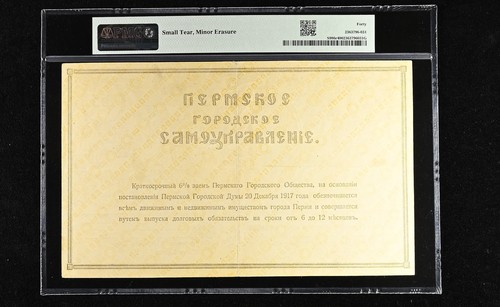 PMG
Small Tear, Minor Erasure
Forty
ПЕРМСКОЕ
ГОРОДСКОЕ
САМОУПРАВЛЕНІЕ.
Краткосрочный 6% заемъ Пермскаго Городского Общества, на основаніи
постановленія Пермской Городской Думы 20 Декабря 1917 года обезпечивается
всѣмъ движимымъ и недвижимымъ имуществомъ города Перми и совершается
путемъ выпуска долговыхъ обязательствъ на сроки отъ 6 до 12 мѣсяцевъ.